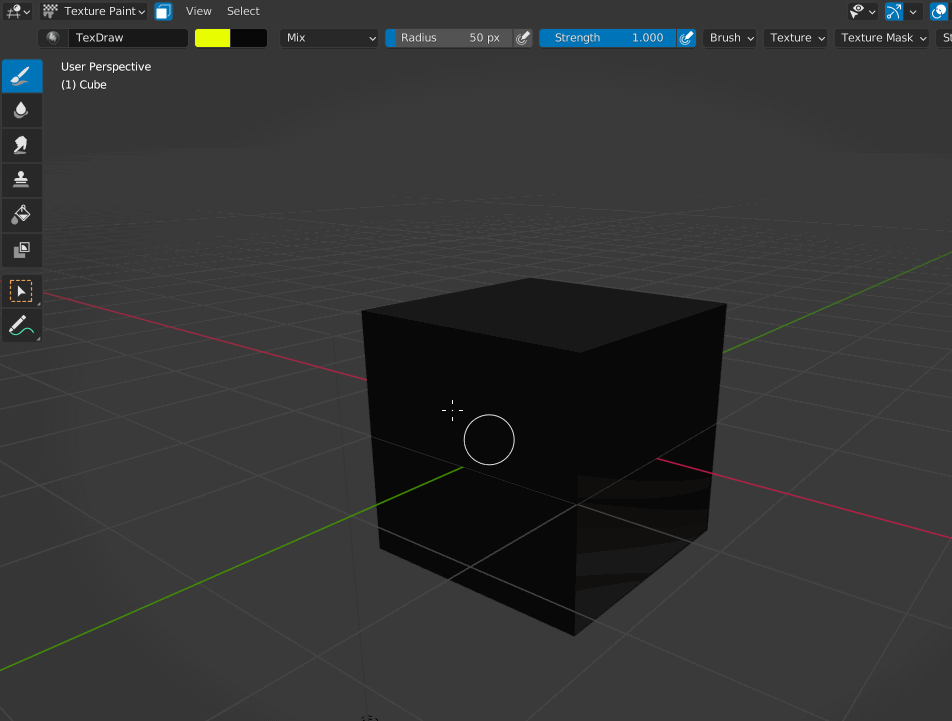 Texture Paint View Select
TexDraw Mix Radius 50 px Strength 1.000 Brush Texture Texture Mask St
User Perspective
(1) Cube